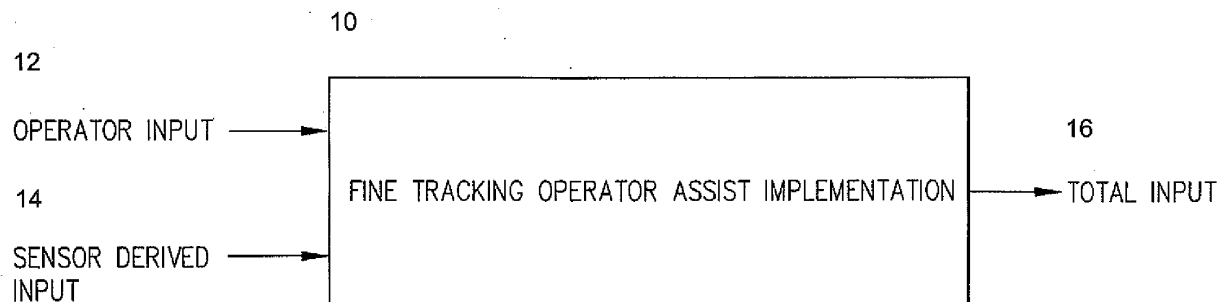 10
12
OPERATOR INPUT
14
SENSOR DERIVED
INPUT
FINE TRACKING OPERATOR ASSIST IMPLEMENTATION
16
TOTAL INPUT